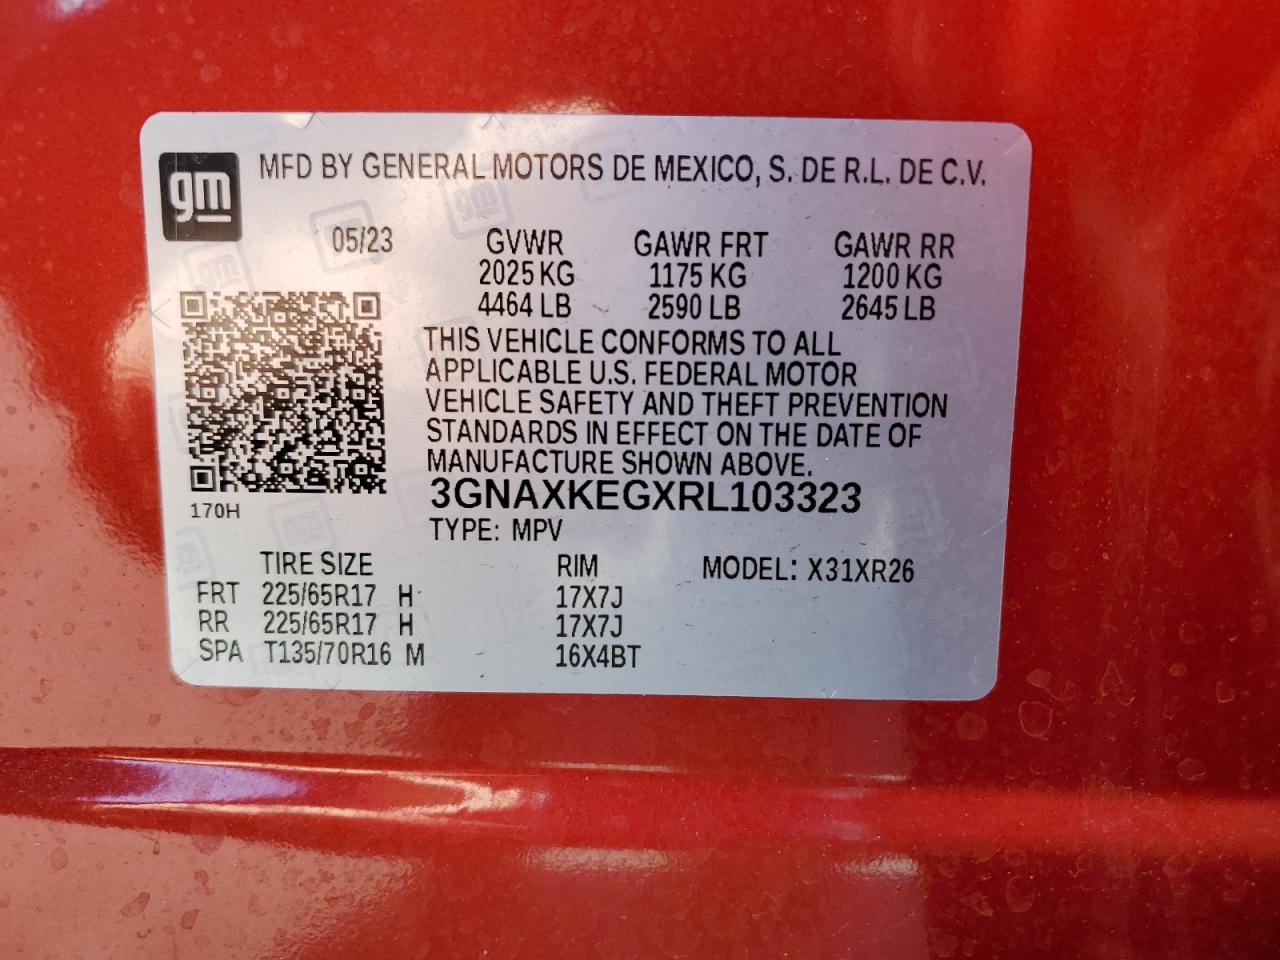 gm MFD BY GENERAL MOTORS DE MEXICO, S. DE R.L. DE C.V.
05/23 GVWR GAWR FRT GAWR RR
2025 KG 1175 KG 1200 KG
4464 LB 2590 LB 2645 LB
THIS VEHICLE CONFORMS TO ALL
APPLICABLE U.S. FEDERAL MOTOR
VEHICLE SAFETY AND THEFT PREVENTION
STANDARDS IN EFFECT ON THE DATE OF
MANUFACTURE SHOWN ABOVE.
3GNAXKEGXRL103323
170H
TYPE: MPV
TIRE SIZE RIM MODEL: X31XR26
FRT 225/65R17 H 17X7J
RR 225/65R17 H 17X7J
SPA T135/70R16 M 16X4BT